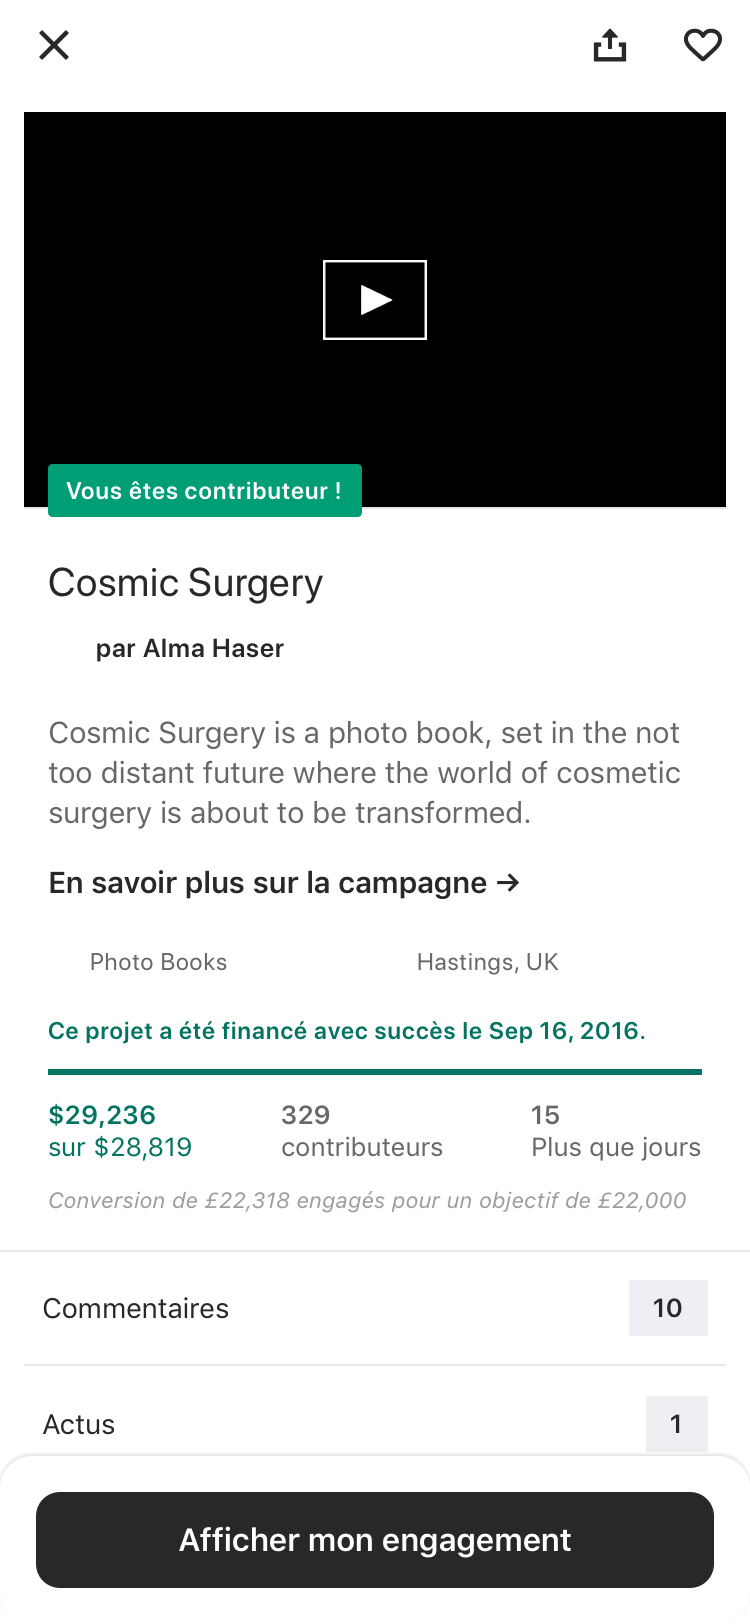 Vous êtes contributeur !
Cosmic Surgery
par Alma Haser
Cosmic Surgery is a photo book, set in the not
too distant future where the world of cosmetic
surgery is about to be transformed.
En savoir plus sur la campagne →
Photo Books
Hastings, UK
Ce projet a été financé avec succès le Sep 16, 2016.
$29,236
sur $28,819
329
contributeurs
15
Plus que jours
Conversion de £22,318 engagés pour un objectif de £22,000
Commentaires
10
Actus
1
Afficher mon engagement